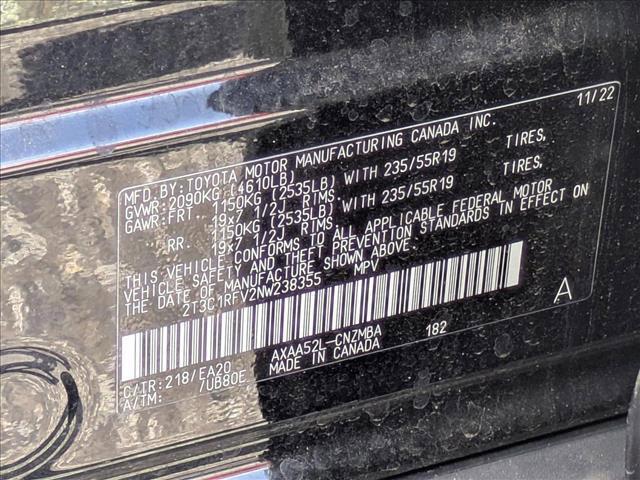 11/22
MFD.BY:TOYOTA MOTOR MANUFACTURING CANADA INC.
GVWR:2090KG (4610LB)
GAWR:FRT. 1150KG (2535LB) WITH 235/55R19 TIRES,
19x7 1/2J RIMS
RR. 1150KG (2535LB) WITH 235/55R19 TIRES,
19x7 1/2J RIMS
THIS VEHICLE CONFORMS TO ALL APPLICABLE FEDERAL MOTOR
VEHICLE SAFETY AND THEFT PREVENTION STANDARDS IN EFFECT ON
THE DATE OF MANUFACTURE SHOWN ABOVE.
2T3C1RFV2NW238355 MPV
A
C/TR:218/EA20 AXAA52L-CNZMBA 182
A/TM: 7UB80E MADE IN CANADA